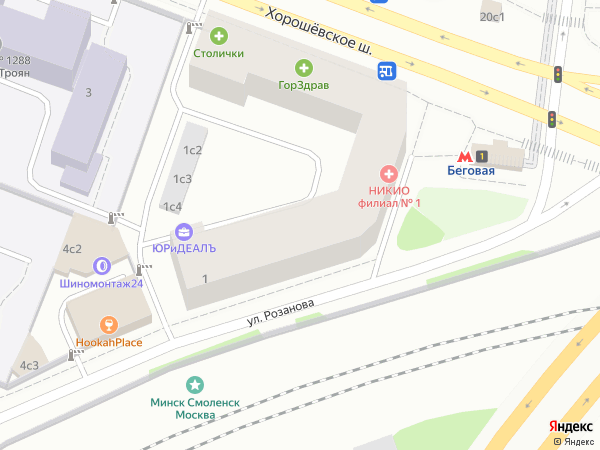 20с1
Хорошёвское ш.
Столички
№ 1288
Троян
ГорЗдрав
3
1с2
1
Беговая
1с3
НИКИО
филиал № 1
1с4
ЮРиДЕАЛЪ
4с2
Шиномонтаж24
1
ул. Розанова
HookahPlace
4с3
Минск Смоленск
Москва
Яндекс
© Яндекс